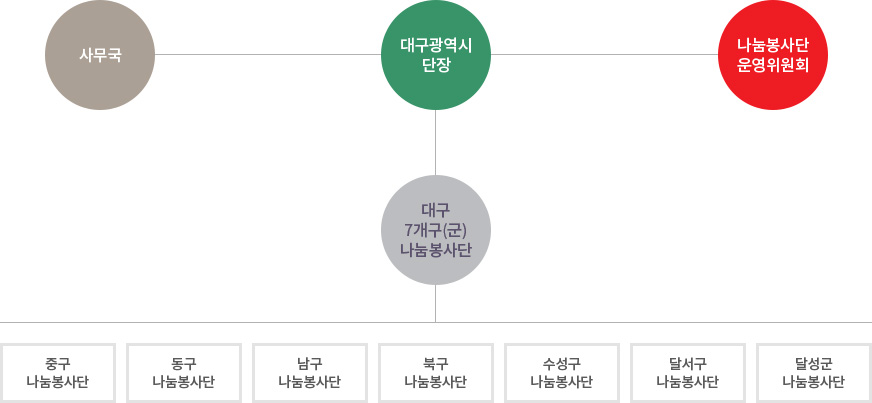 사무국
대구광역시
단장
나눔봉사단
운영위원회
대구
7개구(군)
나눔봉사단
중구
나눔봉사단
동구
나눔봉사단
남구
나눔봉사단
북구
나눔봉사단
수성구
나눔봉사단
달서구
나눔봉사단
달성군
나눔봉사단